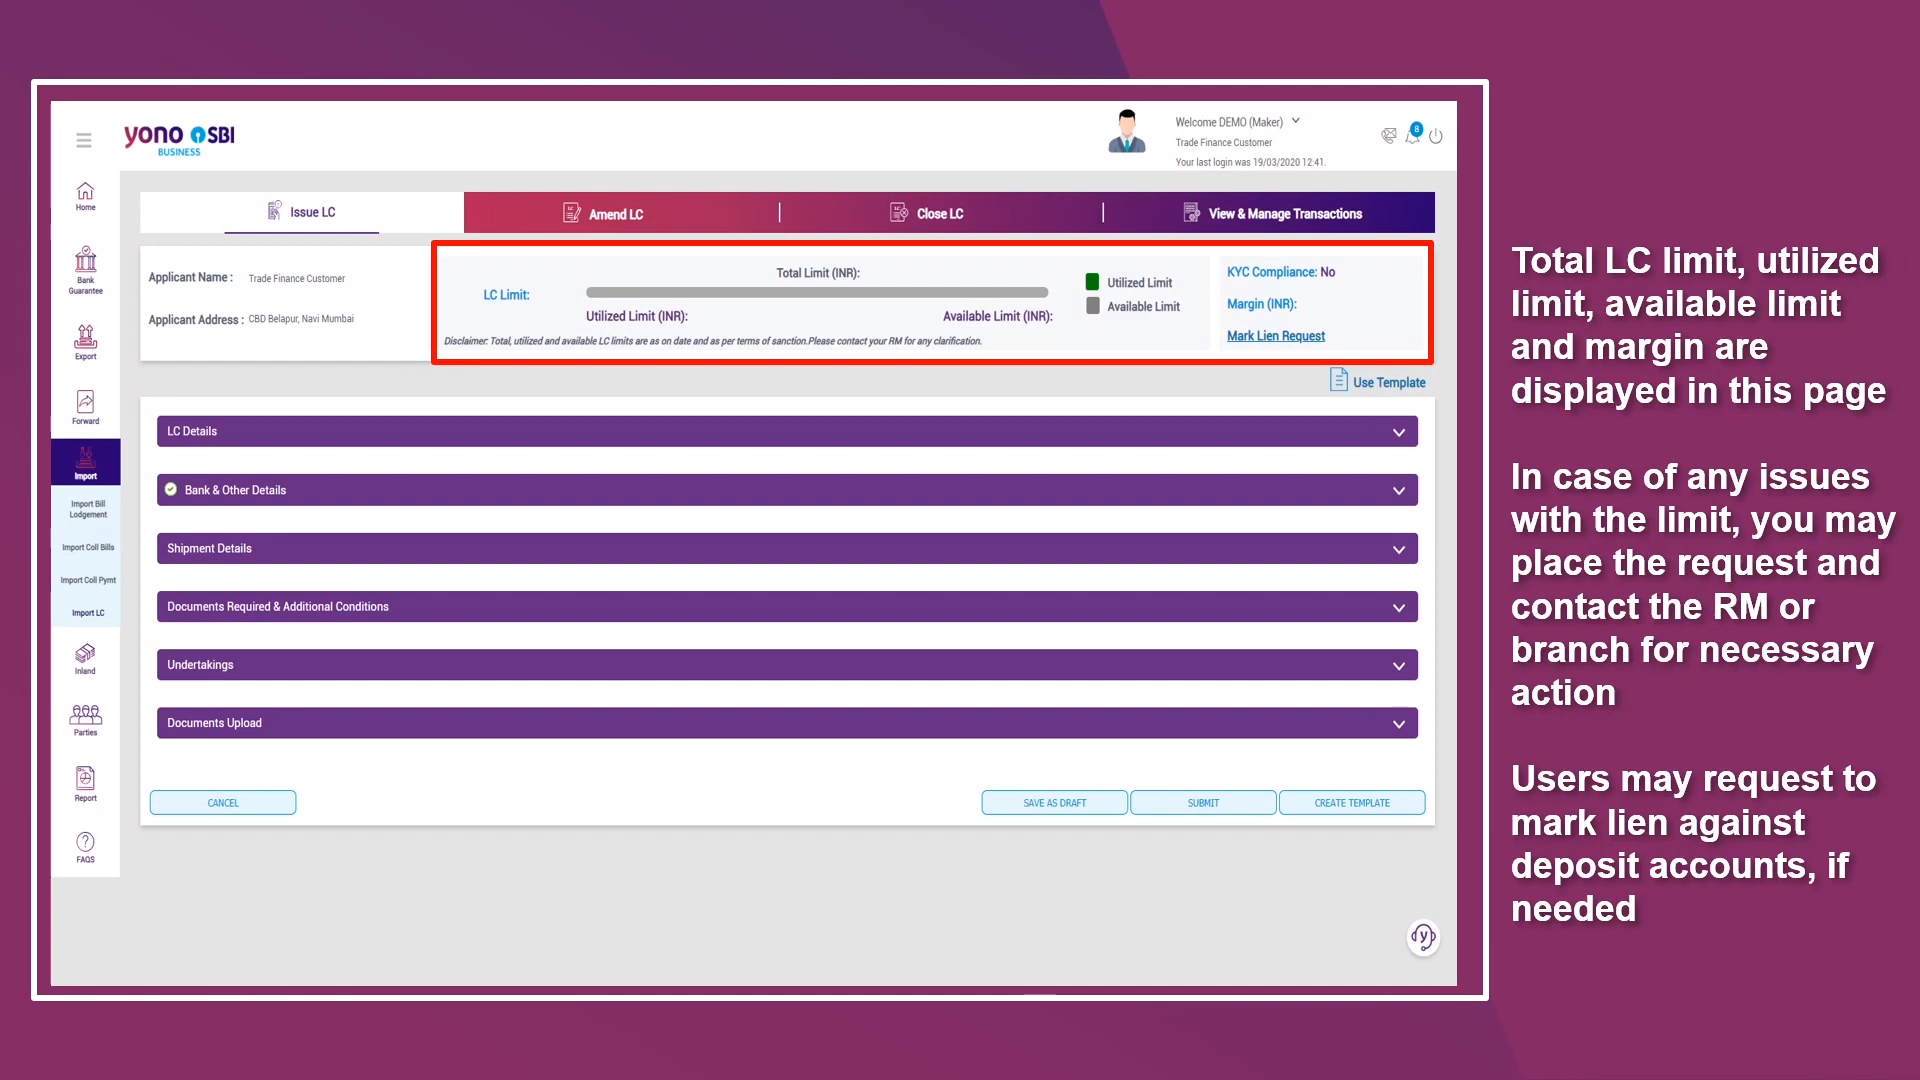 yono SBI
BUSINESS
Welcome DEMO (Maker)
Trade Finance Customer
Your last login was 19/03/2020 12:41.
8
Home
Bank
Guarantee
Export
Forward
Import
Import Bill
Lodgement
Import Coll Bills
Import Coll Pymt
Import LC
Inland
Parties
Report
FAQS
Issue LC
Amend LC
Close LC
View & Manage Transactions
Applicant Name : Trade Finance Customer
Applicant Address : CBD Belapur, Navi Mumbai
LC Limit:
Total Limit (INR):
Utilized Limit (INR):
Available Limit (INR):
Utilized Limit
Available Limit
Disclaimer: Total, utilized and available LC limits are as on date and as per terms of sanction.Please contact your RM for any clarification.
KYC Compliance: No
Margin (INR):
Mark Lien Request
Use Template
LC Details
Bank & Other Details
Shipment Details
Documents Required & Additional Conditions
Undertakings
Documents Upload
CANCEL
SAVE AS DRAFT
SUBMIT
CREATE TEMPLATE
y
Total LC limit, utilized
limit, available limit
and margin are
displayed in this page
In case of any issues
with the limit, you may
place the request and
contact the RM or
branch for necessary
action
Users may request to
mark lien against
deposit accounts, if
needed